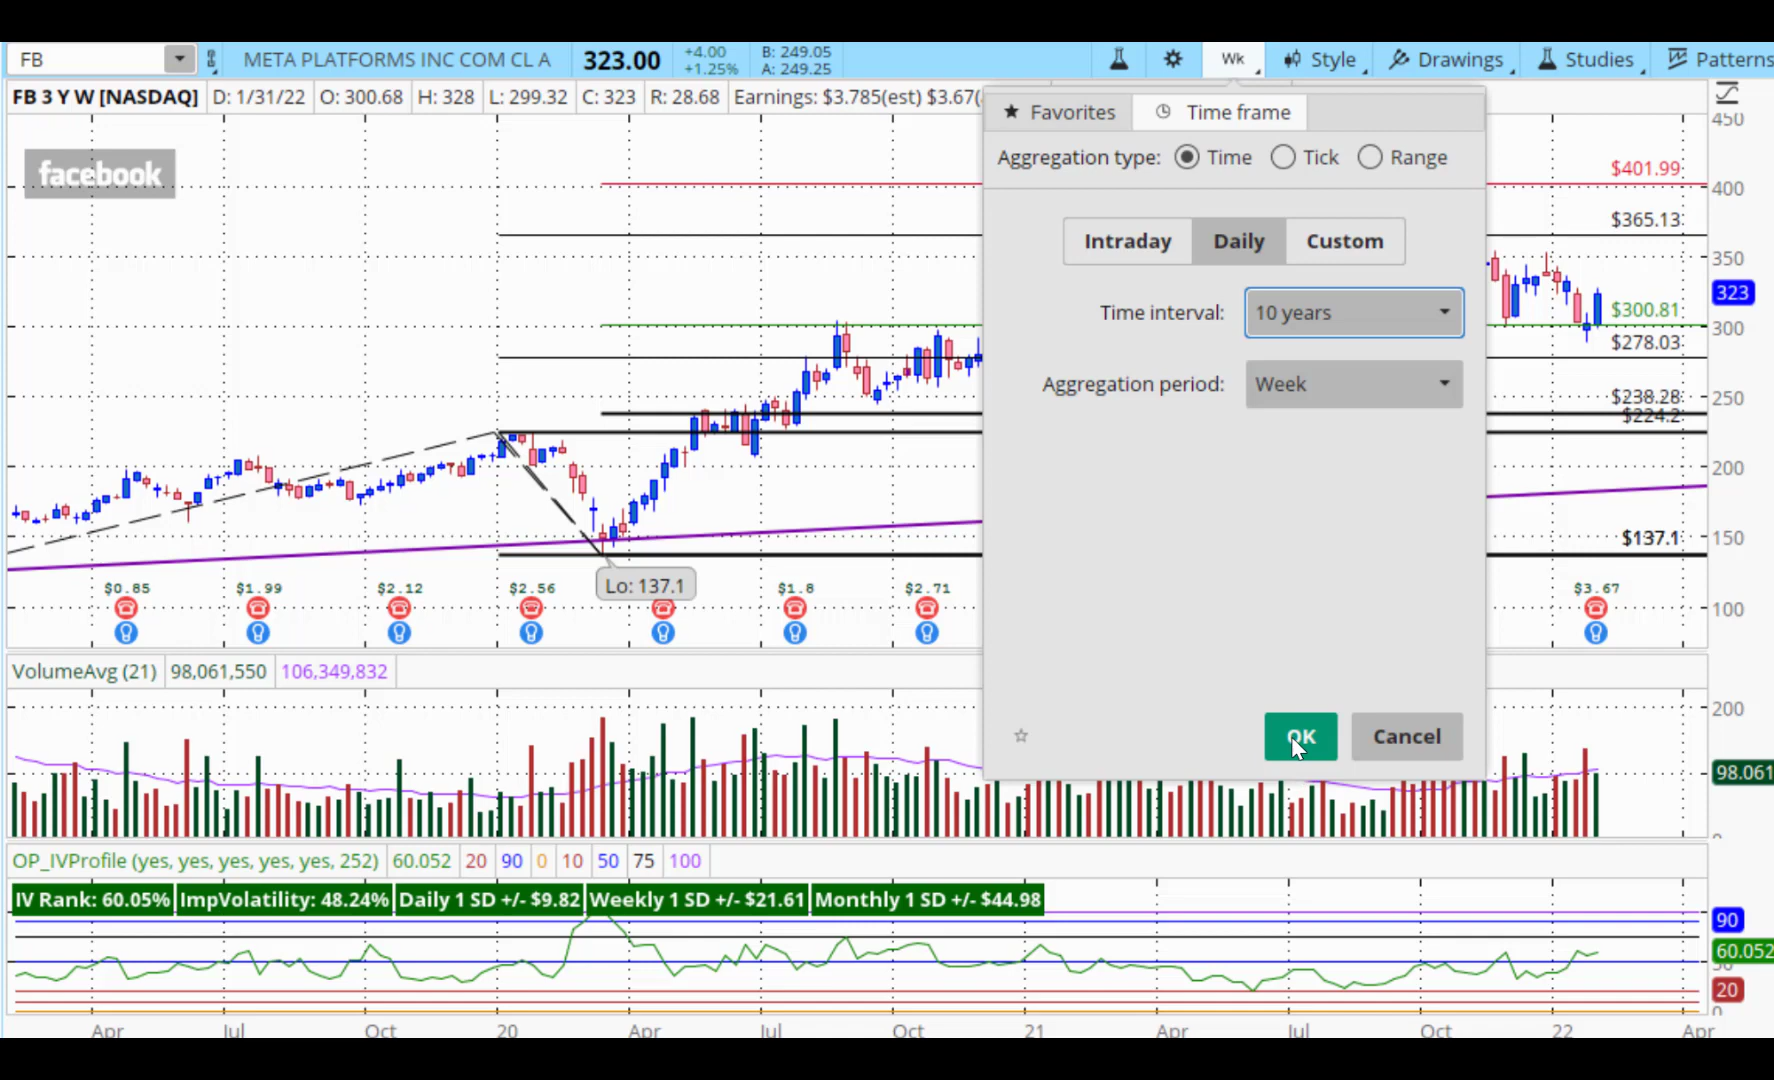 FB
META PLATFORMS INC COM CL A
323.00
+4.00
+1.25%
B: 249.05
A: 249.25
Wk
Style
Drawings
Studies
Patterns
FB 3 Y W [NASDAQ]
D: 1/31/22
O: 300.68
H: 328
L: 299.32
C: 323
R: 28.68
Earnings: $3.785(est) $3.67(
Favorites
Time frame
Aggregation type:
Time
Tick
Range
Intraday
Daily
Custom
Time interval:
10 years
Aggregation period:
Week
OK
Cancel
facebook
450
$401.99
400
$365.13
350
323
$300.81
300
$278.03
250
$238.28
$224.2
200
150
$137.1
100
Lo: 137.1
$0.85
$1.99
$2.12
$2.56
$1.8
$2.71
$3.67
VolumeAvg (21)
98,061,550
106,349,832
200
98.061
OP_IVProfile (yes, yes, yes, yes, yes, 252)
60.052
20
90
0
10
50
75
100
IV Rank: 60.05%
ImpVolatility: 48.24%
Daily 1 SD +/- $9.82
Weekly 1 SD +/- $21.61
Monthly 1 SD +/- $44.98
90
60.052
20
Apr
Jul
Oct
20
Apr
Jul
Oct
21
Apr
Jul
Oct
22
Apr